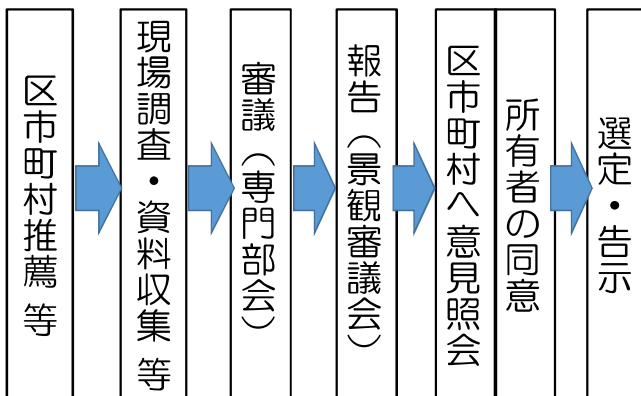 区市町村推薦 等
現場調査・資料収集 等
審議（専門部会）
報告（景観審議会）
区市町村へ意見照会
所有者の同意
選定・告示